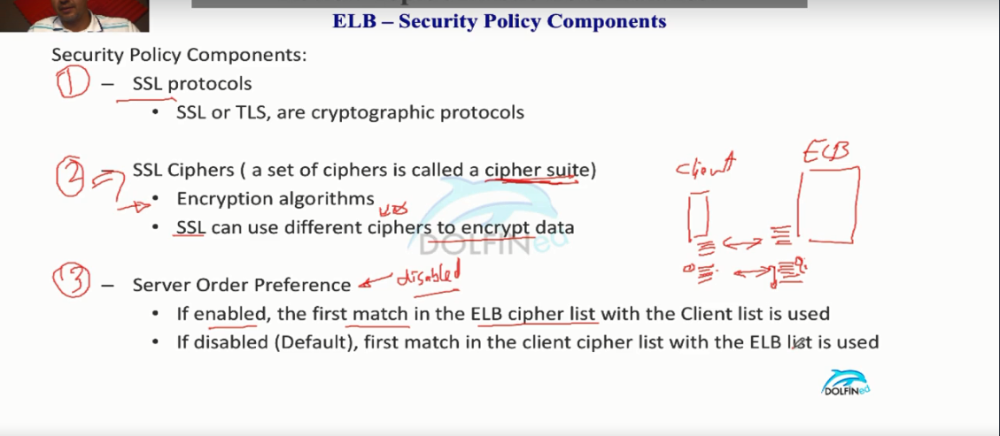 ELB – Security Policy Components
Security Policy Components:
① – SSL protocols
• SSL or TLS, are cryptographic protocols
② – SSL Ciphers ( a set of ciphers is called a cipher suite)
• Encryption algorithms
• SSL can use different ciphers to encrypt data
client
ELB
DOLFINed
③ – Server Order Preference
disabled
• If enabled, the first match in the ELB cipher list with the Client list is used
• If disabled (Default), first match in the client cipher list with the ELB list is used
DOLFINed